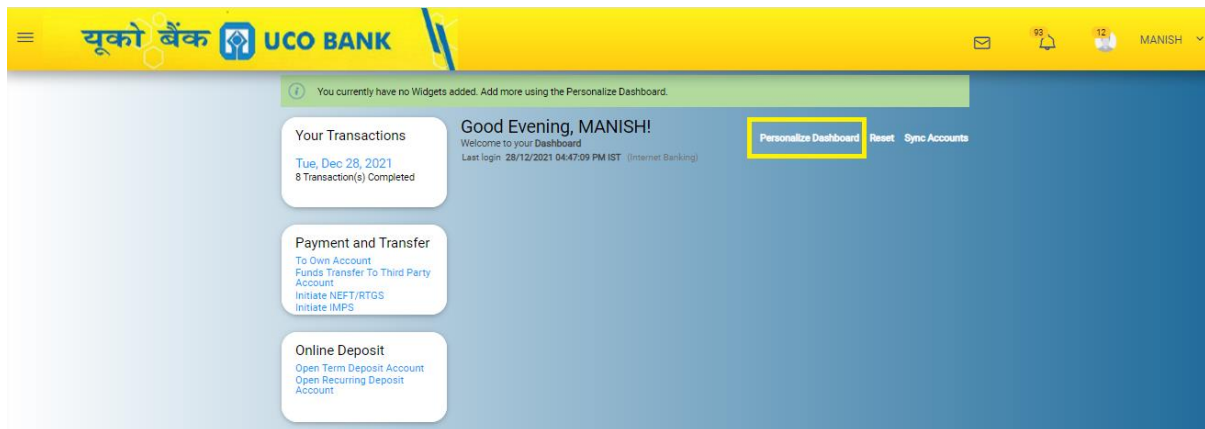 यूको बैंक UCO BANK
93
12
MANISH
You currently have no Widgets added. Add more using the Personalize Dashboard.
Your Transactions
Tue, Dec 28, 2021
8 Transaction(s) Completed
Good Evening, MANISH!
Welcome to your Dashboard
Last login 28/12/2021 04:47:09 PM IST (Internet Banking)
Personalize Dashboard Reset Sync Accounts
Payment and Transfer
To Own Account
Funds Transfer To Third Party
Account
Initiate NEFT/RTGS
Initiate IMPS
Online Deposit
Open Term Deposit Account
Open Recurring Deposit
Account